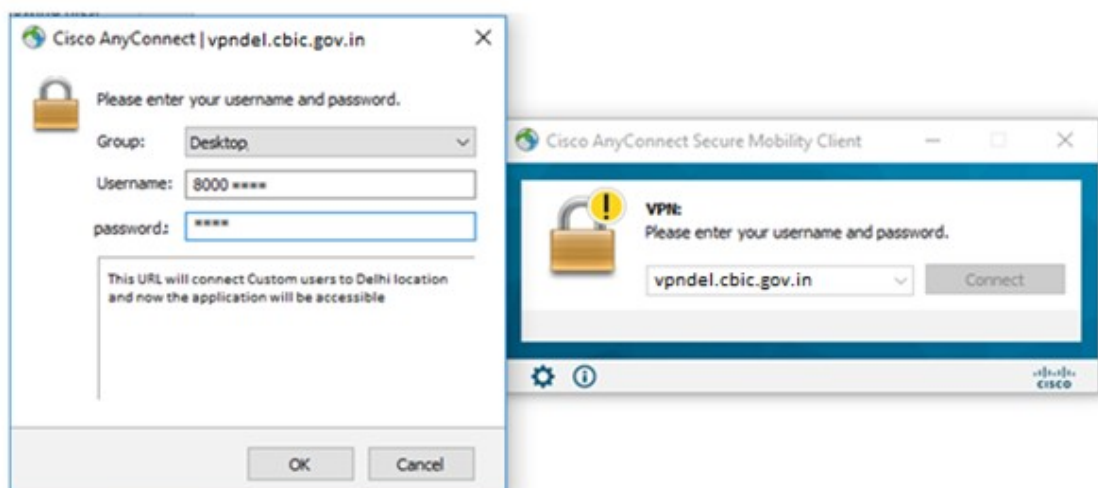 Cisco AnyConnect | vpndel.cbic.gov.in
Please enter your username and password.
Group: Desktop
Username: 8000 ****
password.: ****
This URL will connect Custom users to Delhi location
and now the application will be accessible
OK Cancel
Cisco AnyConnect Secure Mobility Client
VPN:
Please enter your username and password.
vpndel.cbic.gov.in Connect
CISCO